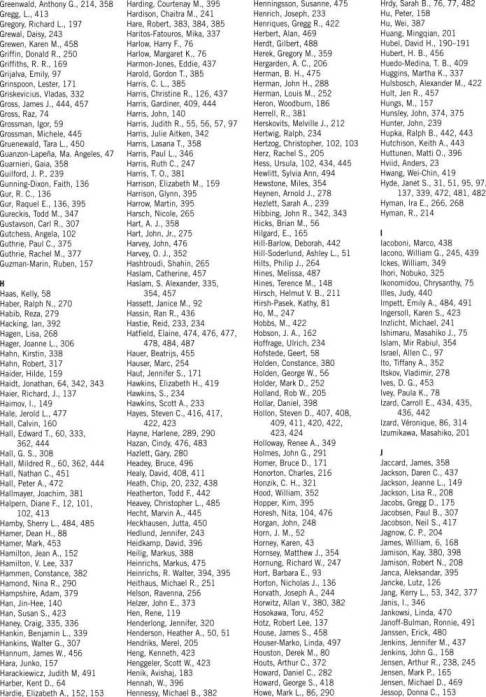 Greenwald, Anthony G., 214, 358
Gregg, L., 413
Gregory, Richard L., 197
Grewal, Daisy, 243
Grewen, Karen M., 458
Griffin, Donald R., 250
Griffiths, R. R., 169
Grijalva, Emily, 97
Grinspoon, Lester, 171
Griskevicius, Vladas, 332
Gross, James J., 444, 457
Gross, Raz, 74
Grossman, Igor, 59
Grossman, Michele, 445
Gruenewald, Tara L., 450
Guanzon-Lapeña, Ma. Angeles, 47
Guarnieri, Gaia, 358
Guilford, J. P., 239
Gunning-Dixon, Faith, 136
Gur, R. C., 136
Gur, Raquel E., 136, 395
Gureckis, Todd M., 347
Gustavson, Carl R., 307
Gutchess, Angela, 102
Guthrie, Paul C., 375
Guthrie, Rachel M., 377
Guzman-Marin, Ruben, 157
H
Haas, Kelly, 58
Haber, Ralph N., 270
Habib, Reza, 279
Hacking, Ian, 392
Hagen, Lisa, 268
Hager, Joanne L., 306
Hahn, Kirstin, 338
Hahn, Robert, 317
Haider, Hilde, 159
Haidt, Jonathan, 64, 342, 343
Haier, Richard J., 137
Haimov, I., 149
Hale, Jerold L., 477
Hall, Calvin, 160
Hall, Edward T., 60, 333,
362, 444
Hall, G. S., 308
Hall, Mildred R., 60, 362, 444
Hall, Nathan C., 451
Hall, Peter A., 472
Hallmayer, Joachim, 381
Halpern, Diane F., 12, 101,
102, 413
Hamby, Sherry L., 484, 485
Hamer, Dean H., 88
Hamer, Mark, 453
Hamilton, Jean A., 152
Hamilton, V. Lee, 337
Hammen, Constance, 382
Hamond, Nina R., 290
Hampshire, Adam, 379
Han, Jin-Hee, 140
Han, Susan S., 423
Haney, Craig, 335, 336
Hankin, Benjamin L., 339
Hankins, Walter G., 307
Hannum, James W., 456
Hara, Junko, 157
Harackiewicz, Judith M, 491
Harber, Kent D., 64
Hardie, Elizabeth A., 152, 153
Harding, Courtenay M., 395
Hardison, Chaitra M., 241
Hare, Robert, 383, 384, 385
Haritos-Fatouros, Mika, 337
Harlow, Harry F., 76
Harlow, Margaret K., 76
Harmon-Jones, Eddie, 437
Harold, Gordon T., 385
Harris, C. L., 385
Harris, Christine R., 126, 437
Harris, Gardiner, 409, 444
Harris, John, 140
Harris, Judith R., 55, 56, 57, 97
Harris, Julie Aitken, 342
Harris, Lasana T., 358
Harris, Paul L., 346
Harris, Ruth C., 247
Harris, T. O., 381
Harrison, Elizabeth M., 159
Harrison, Glynn, 395
Harrow, Martin, 395
Harsch, Nicole, 265
Hart, A. J., 358
Hart, John, Jr., 275
Harvey, John, 476
Harvey, O. J., 352
Hashtroudi, Shahin, 265
Haslam, Catherine, 457
Haslam, S. Alexander, 335,
354, 457
Hassett, Janice M., 92
Hassin, Ran R., 436
Hastie, Reid, 233, 234
Hatfield, Elaine, 474, 476, 477,
478, 484, 487
Hauer, Beatrijs, 455
Hauser, Marc, 254
Haut, Jennifer S., 171
Hawkins, Elizabeth H., 419
Hawkins, S., 234
Hawkins, Scott A., 233
Hayes, Steven C., 416, 417,
422, 423
Hayne, Harlene, 289, 290
Hazan, Cindy, 476, 483
Hazlett, Gary, 280
Headey, Bruce, 496
Healy, David, 408, 411
Heath, Chip, 20, 232, 438
Heatherton, Todd F., 442
Heavey, Christopher L., 485
Hecht, Marvin A., 445
Heckhausen, Jutta, 450
Hedlund, Jennifer, 243
Heidkamp, David, 396
Heilig, Markus, 388
Heinrichs, Markus, 475
Heinrichs, R. Walter, 394, 395
Heithaus, Michael R., 251
Helson, Ravenna, 256
Helzer, John E., 373
Hen, Rene, 119
Henderlong, Jennifer, 320
Henderson, Heather A., 50, 51
Hendriks, Merel, 205
Heng, Kenneth, 423
Henggeler, Scott W., 423
Henik, Avishai, 183
Hennah, W., 396
Hennessy, Michael B., 382
Henningsson, Susanne, 475
Henrich, Joseph, 233
Henriques, Gregg R., 422
Herbert, Alan, 469
Herdt, Gilbert, 488
Herek, Gregory M., 359
Hergarden, A. C., 206
Herman, B. H., 475
Herman, John H., 288
Herman, Louis M., 252
Heron, Woodburn, 186
Herrell, R., 381
Herskovits, Melville J., 212
Hertwig, Ralph, 234
Hertzog, Christopher, 102, 103
Herz, Rachel S., 205
Hess, Ursula, 102, 434, 445
Hewlitt, Sylvia Ann, 494
Hewstone, Miles, 354
Heynen, Arnold J., 278
Hezlett, Sarah A., 239
Hibbing, John R., 342, 343
Hicks, Brian M., 56
Hilgard, E., 165
Hill-Barlow, Deborah, 442
Hill-Soderlund, Ashley L., 51
Hilts, Philip J., 264
Hines, Melissa, 487
Hines, Terence M., 148
Hirsch, Helmut V. B., 211
Hirsh-Pasek, Kathy, 81
Ho, M., 247
Hobbs, M., 422
Hobson, J. A., 162
Hoffrage, Ulrich, 234
Hofstede, Geert, 58
Holden, Constance, 380
Holden, George W., 56
Holder, Mark D., 252
Holland, Rob W., 205
Hollar, Daniel, 398
Hollon, Steven D., 407, 408,
409, 411, 420, 422,
423, 424
Holloway, Renee A., 349
Holmes, John G., 291
Homer, Bruce D., 171
Honorton, Charles, 216
Honzik, C. H., 321
Hood, William, 352
Hopper, Kim, 395
Horesh, Nita, 104, 476
Horgan, John, 248
Horn, J. M., 52
Horney, Karen, 43
Hornsey, Matthew J., 354
Hornung, Richard W., 247
Hort, Barbara E., 93
Horton, Nicholas J., 136
Horvath, Joseph A., 244
Horwitz, Allan V., 380, 382
Hosokawa, Toru, 452
Hotz, Robert Lee, 137
House, James S., 458
Houser-Marko, Linda, 497
Houston, Derek M., 80
Houts, Arthur C., 372
Howard, Daniel C., 282
Howard, George S., 418
Howe, Mark L., 86, 290
Hrdy, Sarah B., 76, 77, 482
Hu, Peter, 158
Hu, Wei, 387
Huang, Mingqian, 201
Hubel, David H., 190–191
Hubert, H. B., 456
Huedo-Medina, T. B., 409
Huggins, Martha K., 337
Hulsbosch, Alexander M., 422
Hult, Jen R., 457
Hungs, M., 157
Hunsley, John, 374, 375
Hunter, John, 239
Hupka, Ralph B., 442, 443
Hutchison, Keith A., 443
Huttunen, Matti O., 396
Hviid, Anders, 23
Hwang, Wei-Chin, 419
Hyde, Janet S., 31, 51, 95, 97,
137, 339, 472, 481, 482
Hyman, Ira E., 266, 268
Hyman, R., 214
I
Iacoboni, Marco, 438
Iacono, William G., 245, 439
Ickes, William, 349
Ihori, Nobuko, 325
Ikonomidou, Chrysanthy, 75
Illes, Judy, 440
Impett, Emily A., 484, 491
Ingersoll, Karen S., 423
Inzlicht, Michael, 241
Ishimaru, Masahiko J., 75
Islam, Mir Rabiul, 354
Israel, Allen C., 97
Ito, Tiffany A., 352
Itskov, Vladimir, 278
Ives, D. G., 453
Ivey, Paula K., 78
Izard, Carroll E., 434, 435,
436, 442
Izard, Véronique, 86, 314
Izumikawa, Masahiko, 201
J
Jaccard, James, 358
Jackson, Daren C., 437
Jackson, Jeanne L., 149
Jackson, Lisa R., 208
Jacobs, Gregg D., 175
Jacobsen, Paul B., 307
Jacobson, Neil S., 417
Jagnow, C. P., 204
James, William, 6, 168
Jamison, Kay, 380, 398
Jamison, Robert N., 208
Janca, Aleksandar, 395
Jancke, Lutz, 126
Jang, Kerry L., 53, 342, 377
Janis, I., 346
Jankowski, Linda, 470
Janoff-Bulman, Ronnie, 491
Janssen, Erick, 480
Jenkins, Jennifer M., 437
Jenkins, John G., 158
Jensen, Arthur R., 238, 245
Jensen, Mark P., 165
Jensen, Michael D., 469
Jessop, Donna C., 153